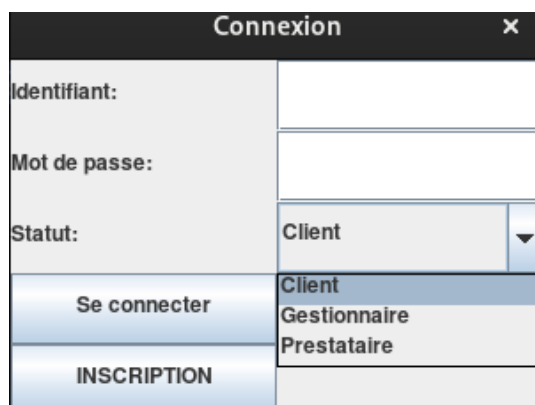 Connexion ×
Identifiant:
Mot de passe:
Statut: Client
Se connecter
Client
Gestionnaire
Prestataire
INSCRIPTION